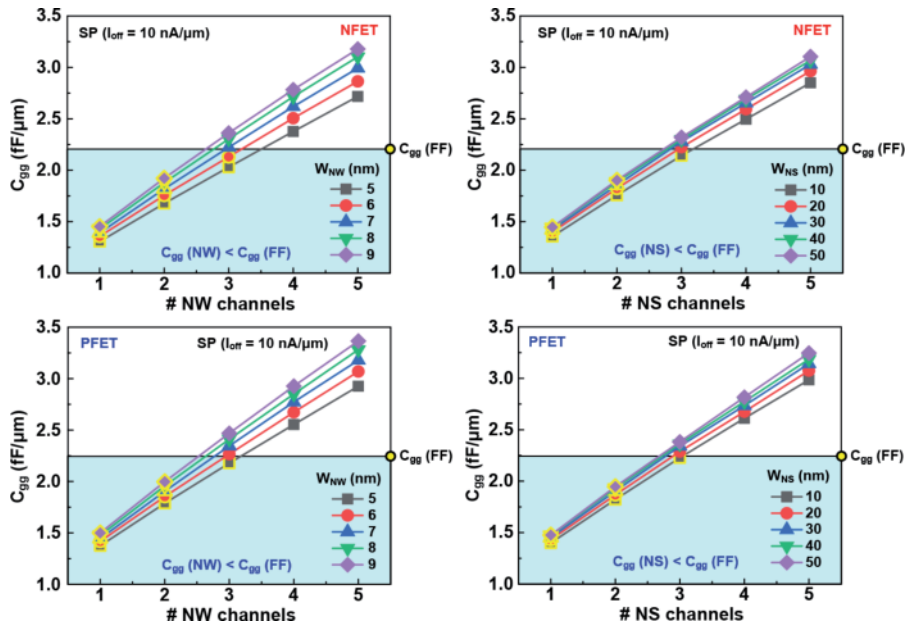 SP (Ioff = 10 nA/μm) NFET
Cgg (fF/μm)
3.5
3.0
2.5
2.0
1.5
1.0
Cgg (FF)
WNW (nm)
5
6
7
8
9
Cgg (NW) < Cgg (FF)
1 2 3 4 5
# NW channels
SP (Ioff = 10 nA/μm) NFET
Cgg (fF/μm)
3.5
3.0
2.5
2.0
1.5
1.0
Cgg (FF)
WNS (nm)
10
20
30
40
50
Cgg (NS) < Cgg (FF)
1 2 3 4 5
# NS channels
PFET SP (Ioff = 10 nA/μm)
Cgg (fF/μm)
3.5
3.0
2.5
2.0
1.5
1.0
Cgg (FF)
WNW (nm)
5
6
7
8
9
Cgg (NW) < Cgg (FF)
1 2 3 4 5
# NW channels
PFET SP (Ioff = 10 nA/μm)
Cgg (fF/μm)
3.5
3.0
2.5
2.0
1.5
1.0
Cgg (FF)
WNS (nm)
10
20
30
40
50
Cgg (NS) < Cgg (FF)
1 2 3 4 5
# NS channels